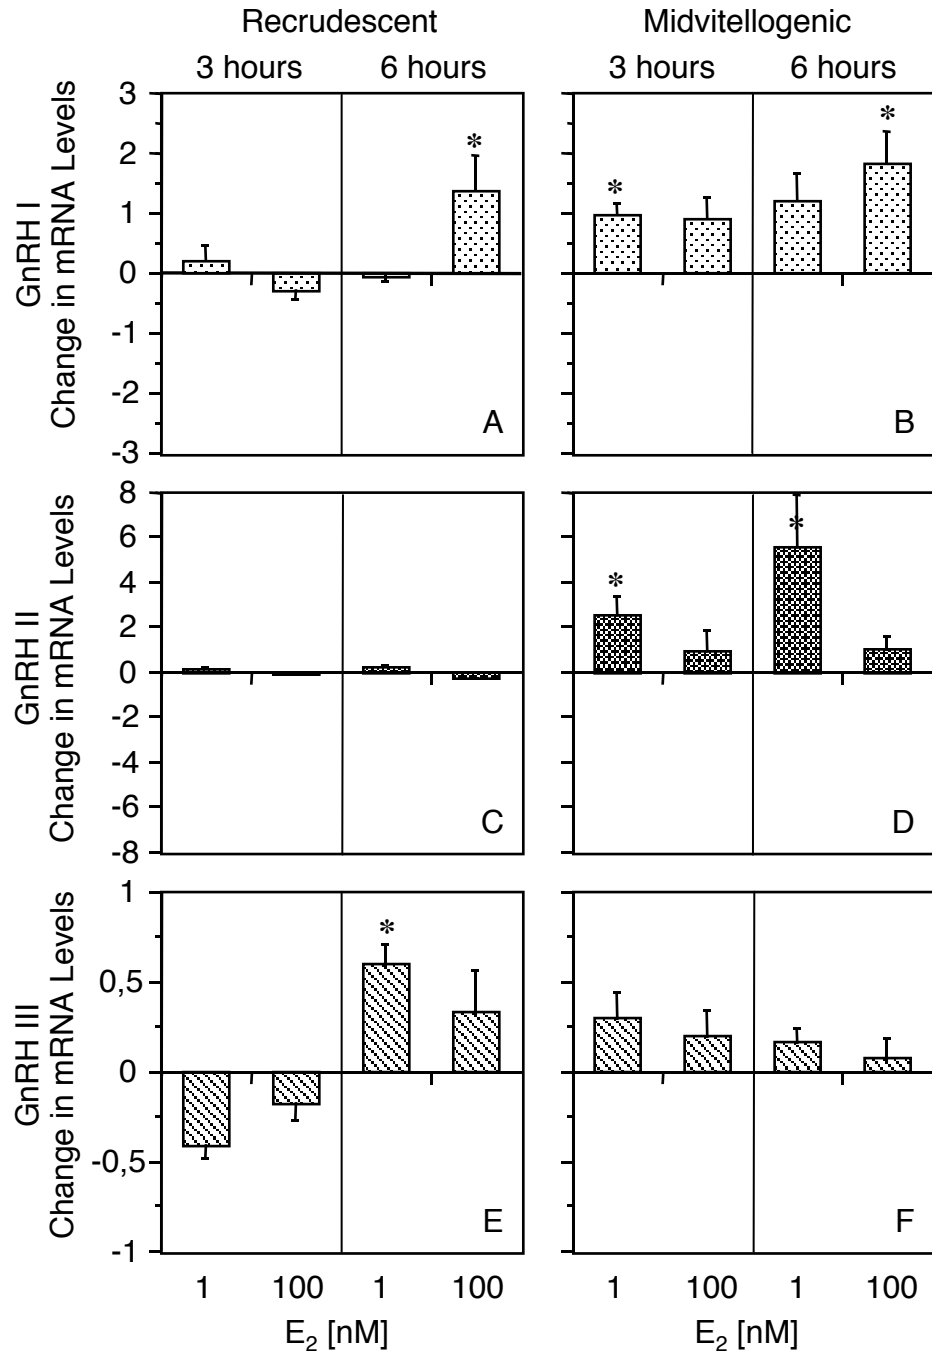 Recrudescent Midvitellogenic
3 hours 6 hours 3 hours 6 hours
GnRH I
Change in mRNA Levels
3
2
1
0
-1
-2
-3
*
A
*
*
B
GnRH II
Change in mRNA Levels
8
6
4
2
0
-2
-4
-6
-8
C
*
*
D
GnRH III
Change in mRNA Levels
1
0,5
0
-0,5
-1
*
E
F
1 100 1 100 1 100 1 100
E₂ [nM] E₂ [nM]